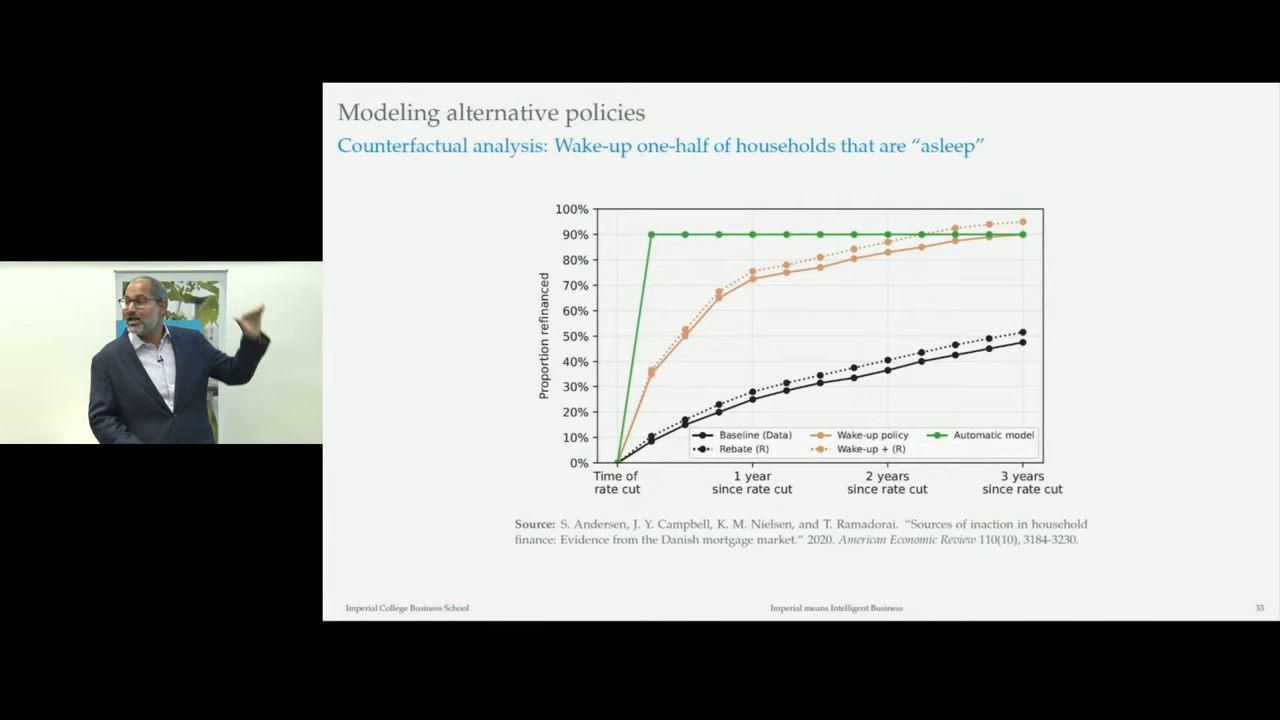 Modeling alternative policies
Counterfactual analysis: Wake-up one-half of households that are “asleep”
100%
90%
80%
70%
60%
50%
40%
30%
20%
10%
0%
Proportion refinanced
Baseline (Data)
Rebate (R)
Wake-up policy
Wake-up + (R)
Automatic model
Time of
rate cut
1 year
since rate cut
2 years
since rate cut
3 years
since rate cut
Source: S. Andersen, J. Y. Campbell, K. M. Nielsen, and T. Ramadorai. “Sources of inaction in household
finance: Evidence from the Danish mortgage market.” 2020. American Economic Review 110(10), 3184-3230.
Imperial College Business School
Imperial means Intelligent Business
33